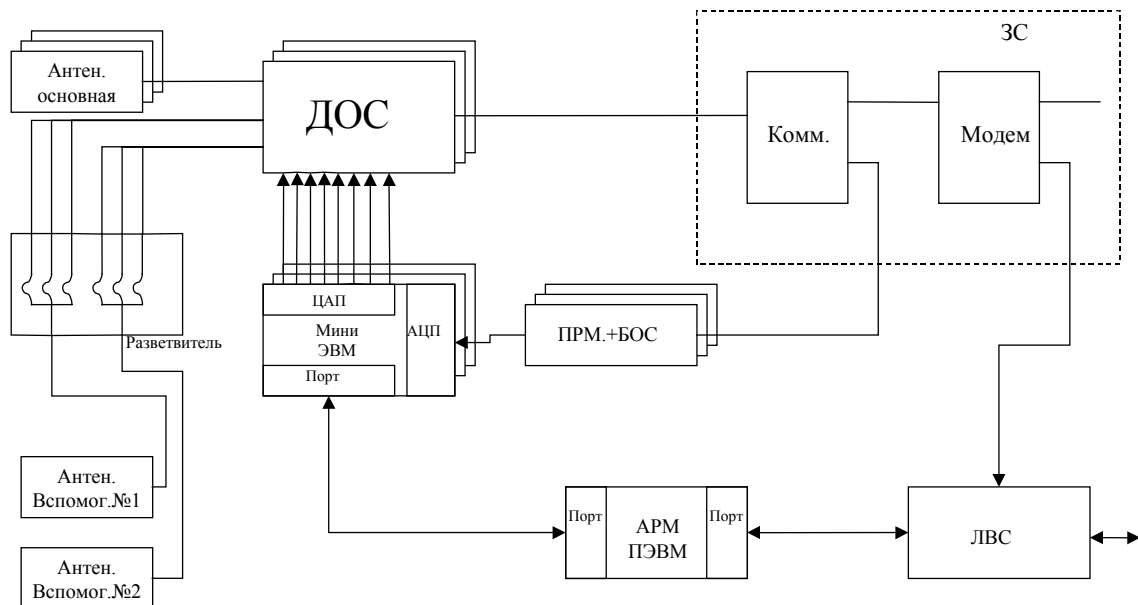 ЗС
Антен.
основная
ДОС
Комм.
Модем
ЦАП
АЦП
Мини
ЭВМ
Порт
ПРМ.+БОС
Разветвитель
Антен.
Вспомог.№1
Порт
АРМ
ПЭВМ
Порт
ЛВС
Антен.
Вспомог.№2